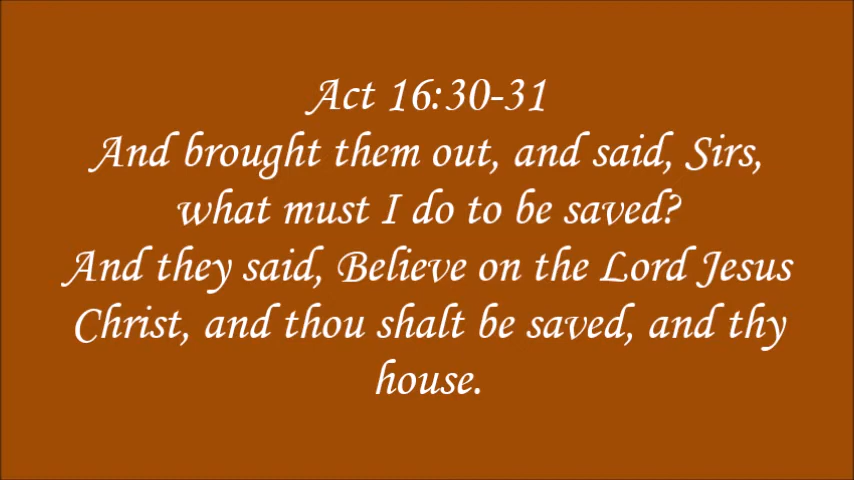 Act 16:30-31
And brought them out, and said, Sirs,
what must I do to be saved?
And they said, Believe on the Lord Jesus
Christ, and thou shalt be saved, and thy
house.